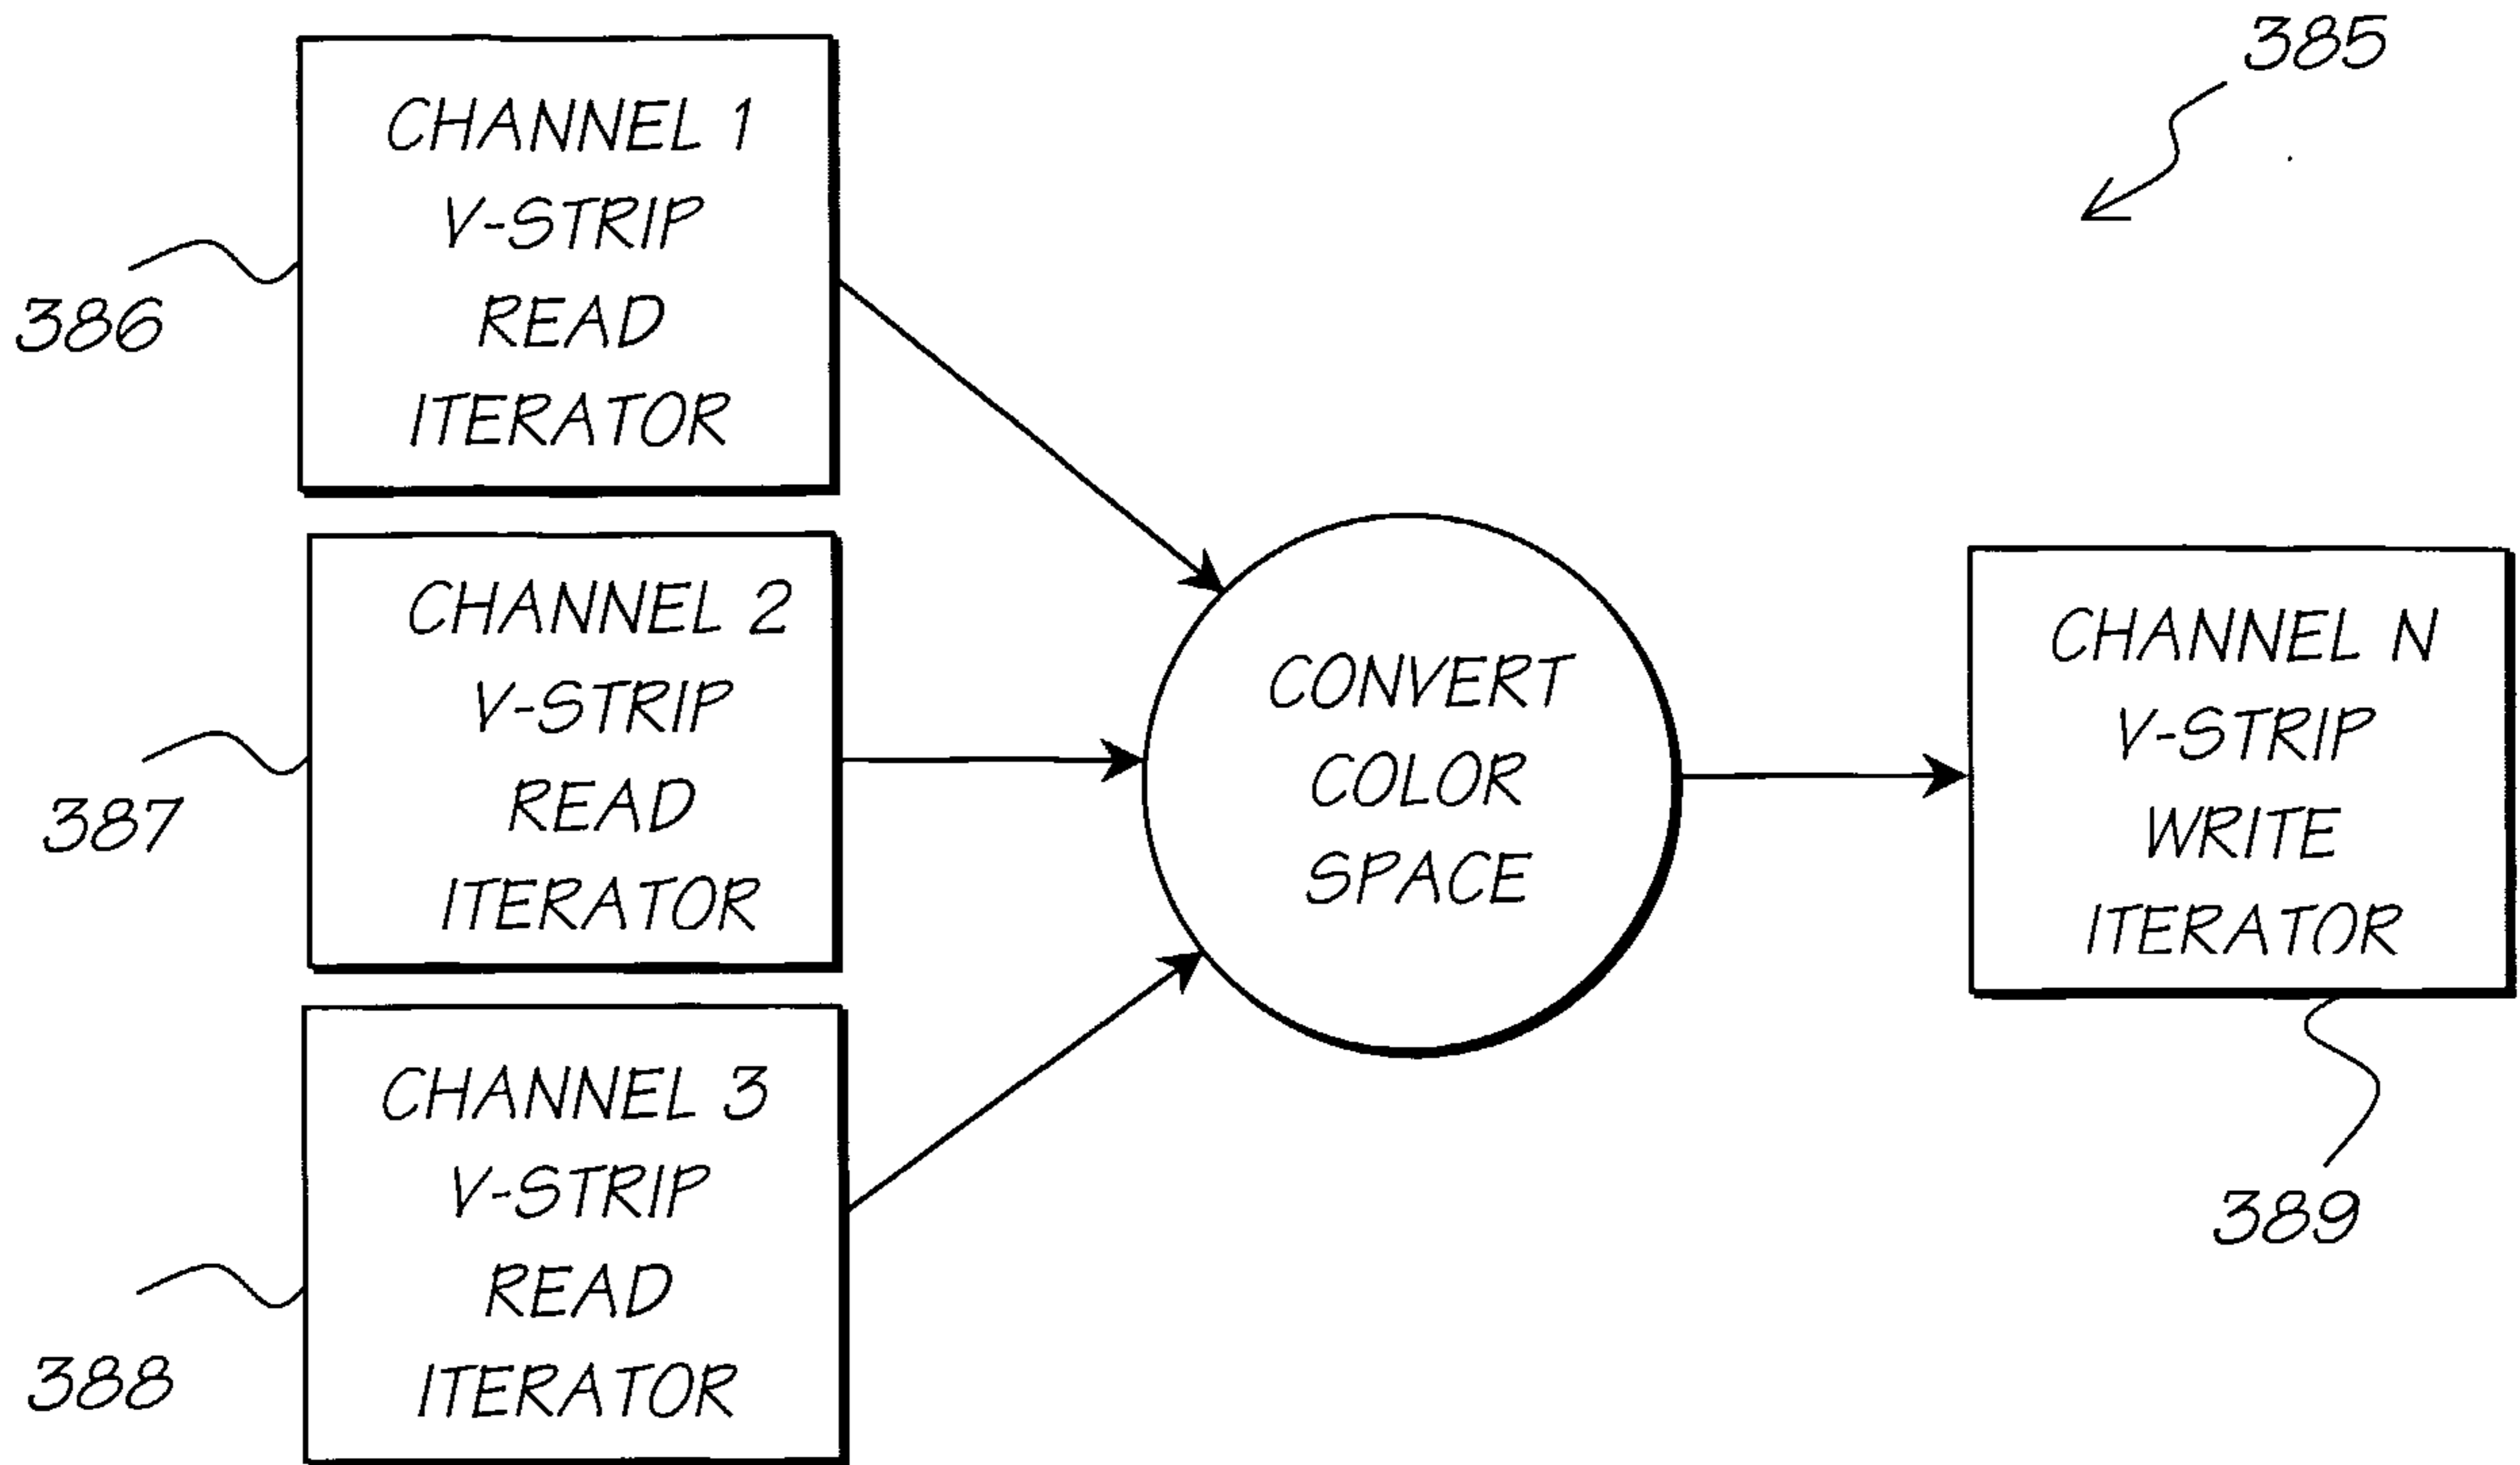 385
CHANNEL 1
V-STRIP
READ
ITERATOR
386
CHANNEL 2
V-STRIP
READ
ITERATOR
387
CHANNEL 3
V-STRIP
READ
ITERATOR
388
CONVERT
COLOR
SPACE
CHANNEL N
V-STRIP
WRITE
ITERATOR
389